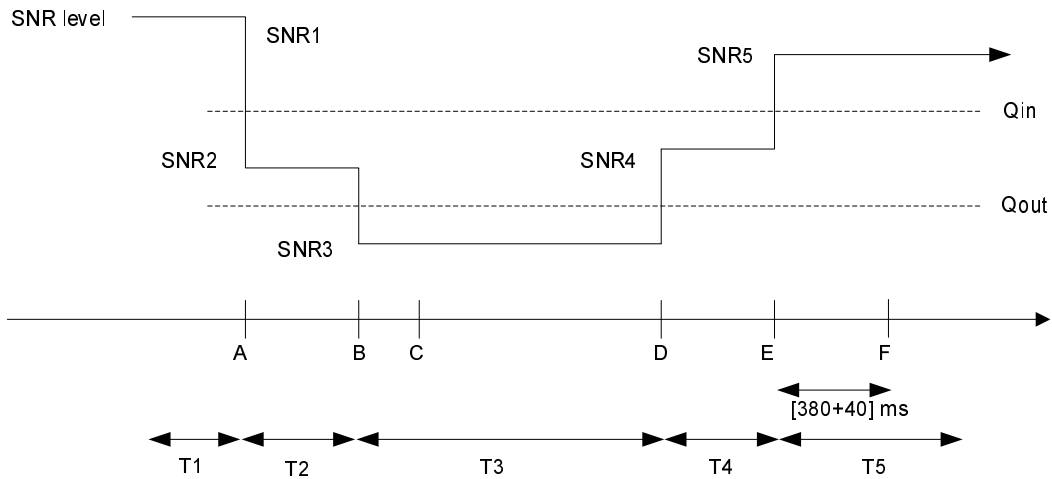 SNR level
SNR1
SNR5
Qin
SNR2
SNR4
Qout
SNR3
A B C D E F
[380+40] ms
T1 T2 T3 T4 T5